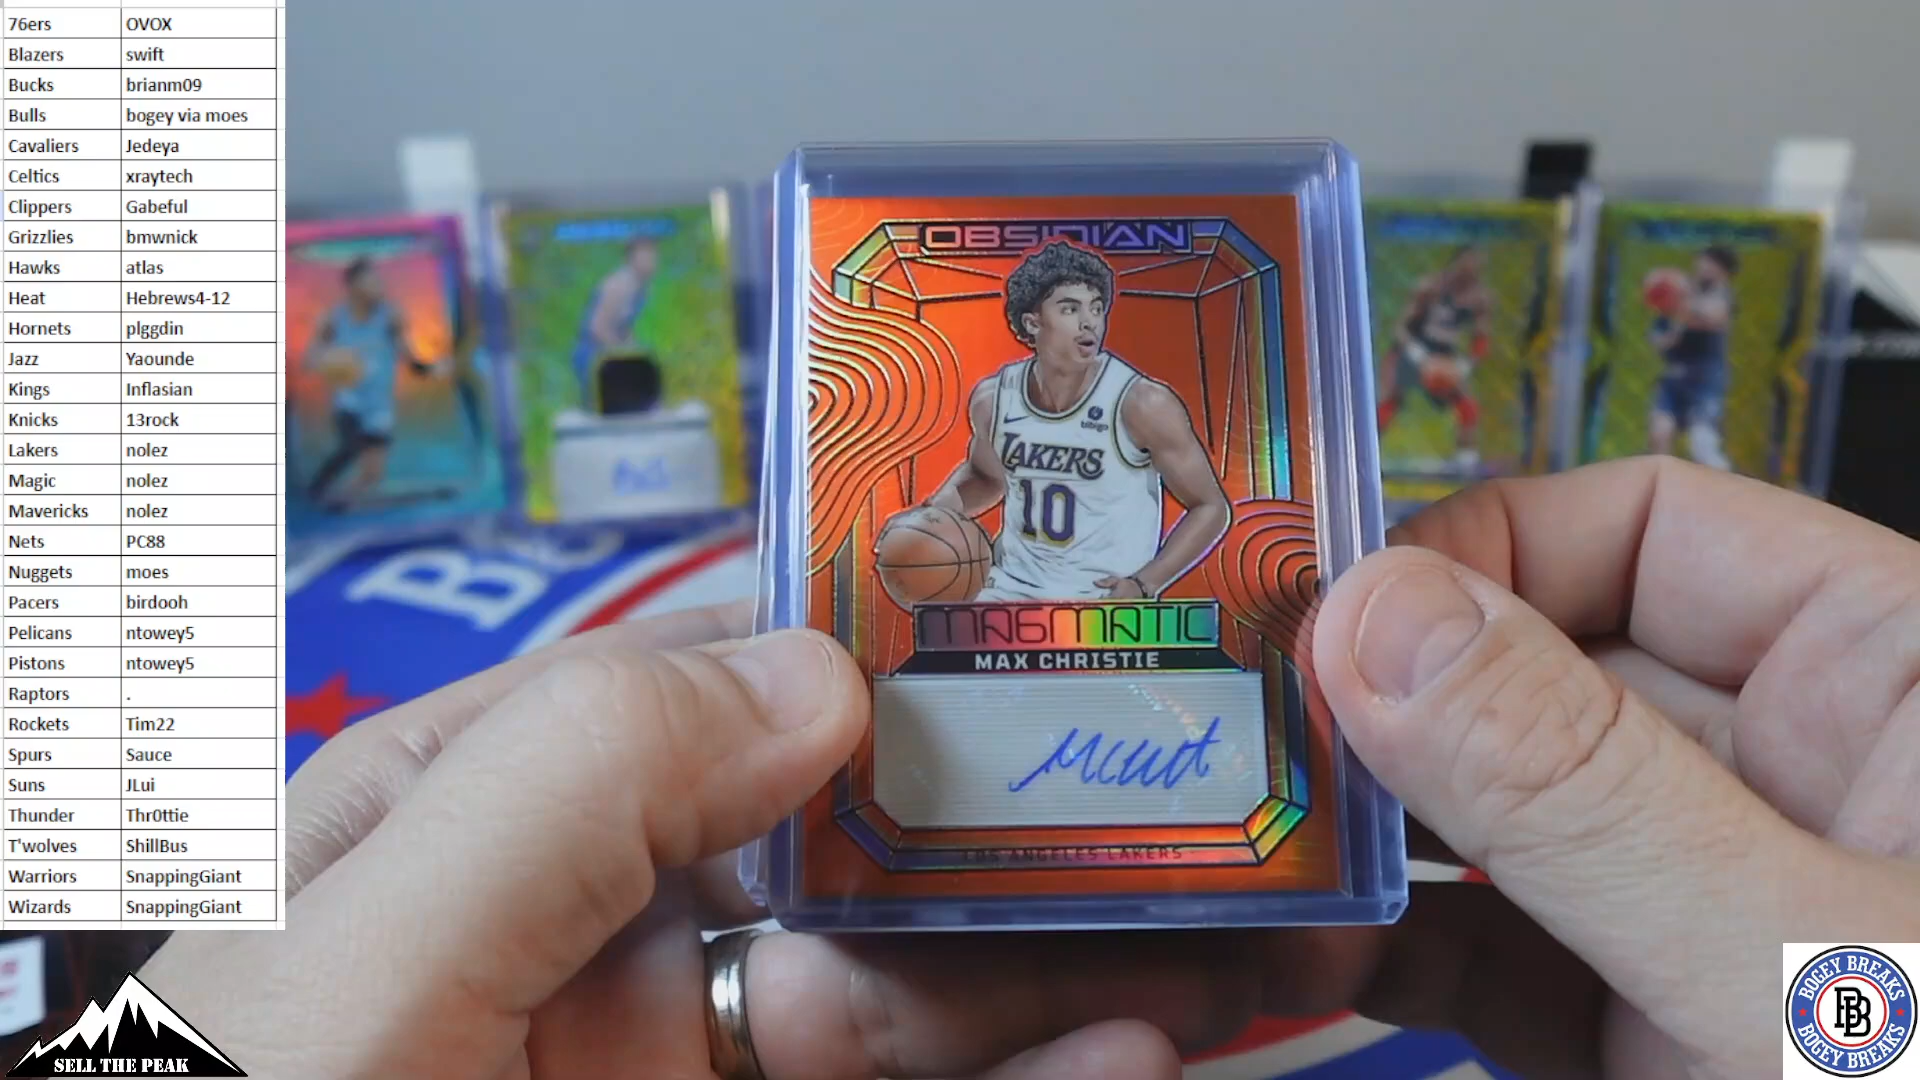 76ers OVOX
Blazers swift
Bucks brianm09
Bulls bogey via moes
Cavaliers Jedeya
Celtics xraytech
Clippers Gabeful
Grizzlies bmwnick
Hawks atlas
Heat Hebrews4-12
Hornets plggdin
Jazz Yaounde
Kings Inflasian
Knicks 13rock
Lakers nolez
Magic nolez
Mavericks nolez
Nets PC88
Nuggets moes
Pacers birdooh
Pelicans ntowey5
Pistons ntowey5
Raptors .
Rockets Tim22
Spurs Sauce
Suns JLui
Thunder Thr0ttie
T'wolves ShillBus
Warriors SnappingGiant
Wizards SnappingGiant
OBSIDIAN
bibigo
LAKERS
10
MAGMATIC
MAX CHRISTIE
LOS ANGELES LAKERS
SELL THE PEAK
BOGEY BREAKS
BB
BOGEY BREAKS